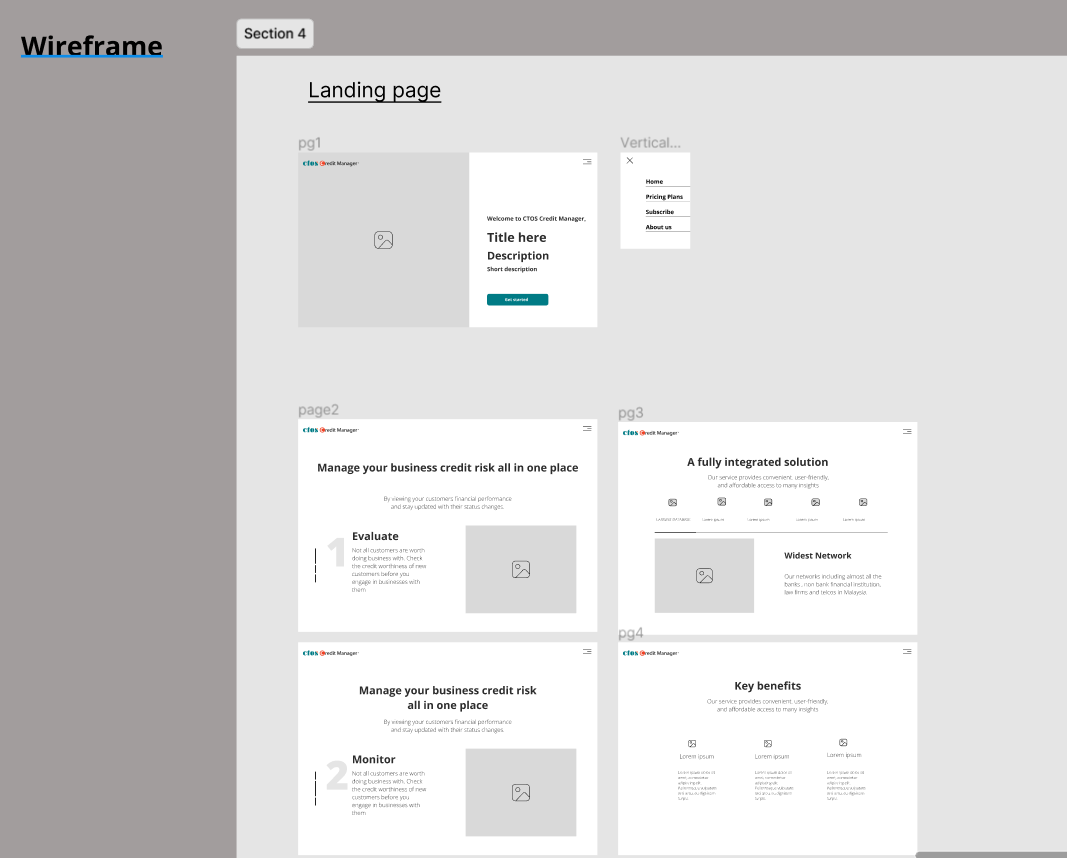 Wireframe
Section 4
Landing page
pg1
ctos Credit Manager
Welcome to CTOS Credit Manager,
Title here
Description
Short description
Get started
Vertical...
Home
Pricing Plans
Subscribe
About us
page2
ctos Credit Manager
Manage your business credit risk all in one place
By viewing your customers financial performance
and stay updated with their status changes.
1
Evaluate
Not all customers are worth
doing business with. Check
the credit worthiness of new
customers before you
engage in businesses with
them
pg3
ctos Credit Manager
A fully integrated solution
Our service provides convenient, user-friendly,
and affordable access to many insights
Lorem ipsum
Lorem ipsum
Lorem ipsum
Lorem ipsum
Widest Network
Our networks including almost all the
banks , non bank financial institution,
law firms and telcos in Malaysia
ctos Credit Manager
Manage your business credit risk
all in one place
By viewing your customers financial performance
and stay updated with their status changes.
2
Monitor
Not all customers are worth
doing business with. Check
the credit worthiness of new
customers before you
engage in businesses with
them
pg4
ctos Credit Manager
Key benefits
Our service provides convenient, user-friendly,
and affordable access to many insights
Lorem ipsum
Lorem ipsum
Lorem ipsum